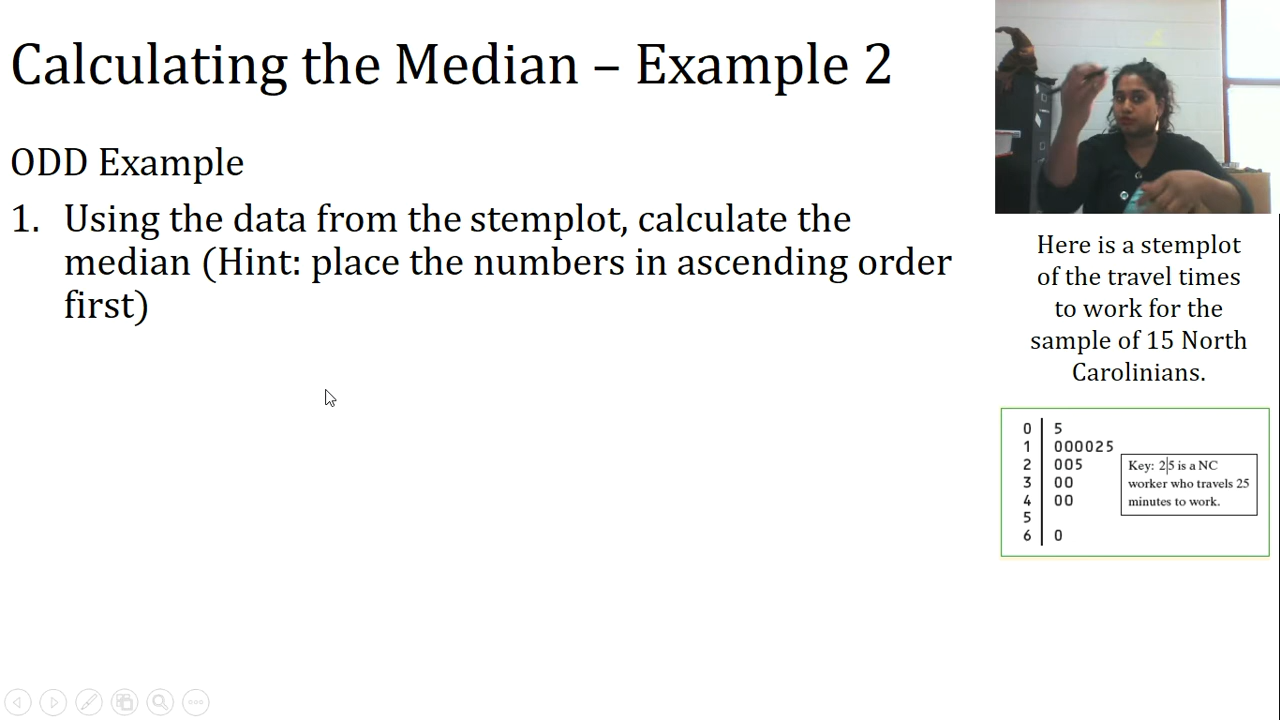 Calculating the Median – Example 2
ODD Example
1. Using the data from the stemplot, calculate the
median (Hint: place the numbers in ascending order
first)
Here is a stemplot
of the travel times
to work for the
sample of 15 North
Carolinians.
0 | 5
1 | 000025
2 | 005
3 | 00
4 | 00
5 |
6 | 0
Key: 2|5 is a NC
worker who travels 25
minutes to work.